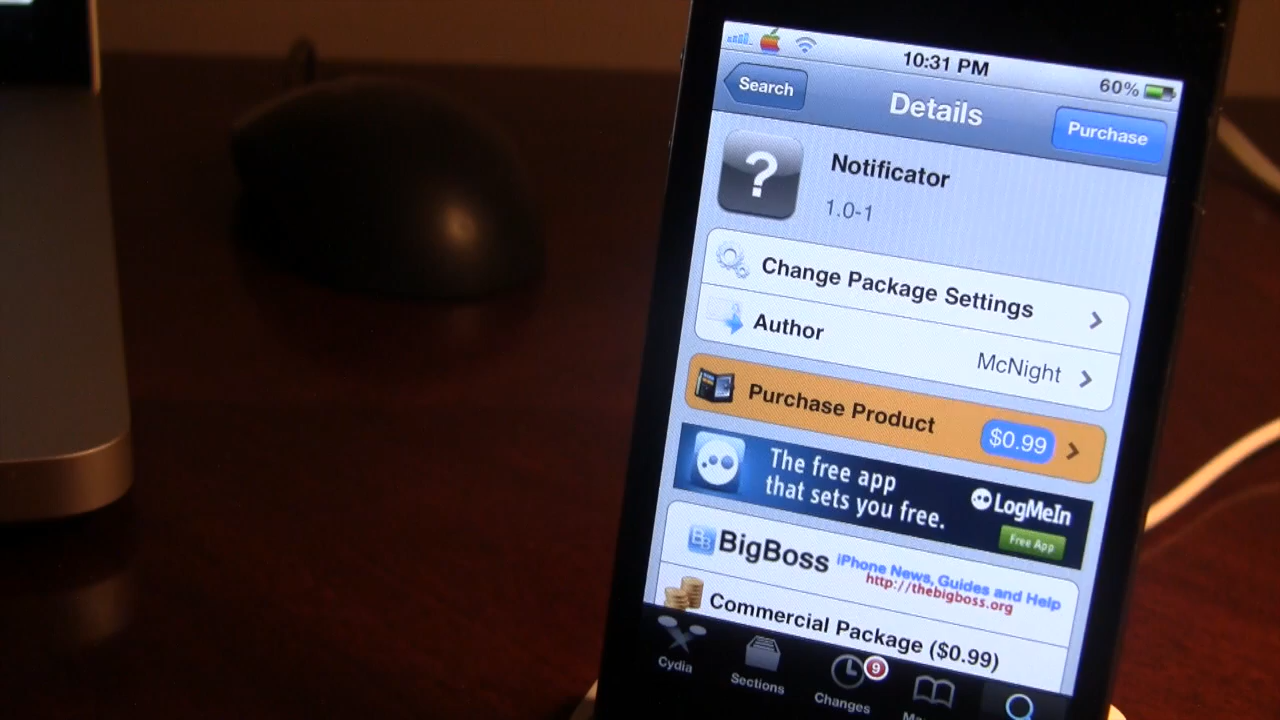 10:31 PM
60%
Search
Details
Purchase
?
Notificator
1.0-1
Change Package Settings
Author
McNight
Purchase Product
$0.99
The free app
that sets you free.
LogMeIn
Free App
BigBoss
iPhone News, Guides and Help
http://thebigboss.org
Commercial Package ($0.99)
Cydia
Sections
Changes
9